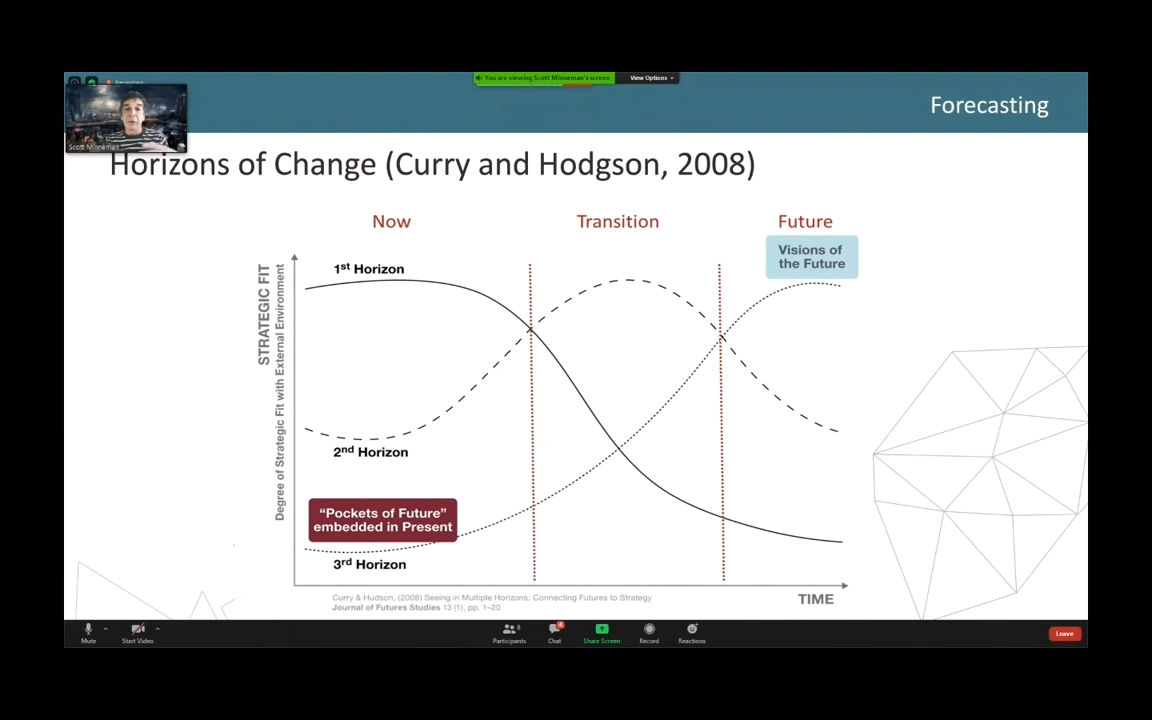 Recording
You are viewing Scott Minneman's screen
View Options
Forecasting
Scott Minneman
Horizons of Change (Curry and Hodgson, 2008)
Now
Transition
Future
Visions of
the Future
STRATEGIC FIT
Degree of Strategic Fit with External Environment
1st Horizon
2nd Horizon
“Pockets of Future”
embedded in Present
3rd Horizon
TIME
Curry & Hudson, (2008) Seeing in Multiple Horizons: Connecting Futures to Strategy
Journal of Futures Studies 13 (1), pp. 1–20
Mute
Start Video
8
Participants
4
Chat
Share Screen
Record
Reactions
Leave